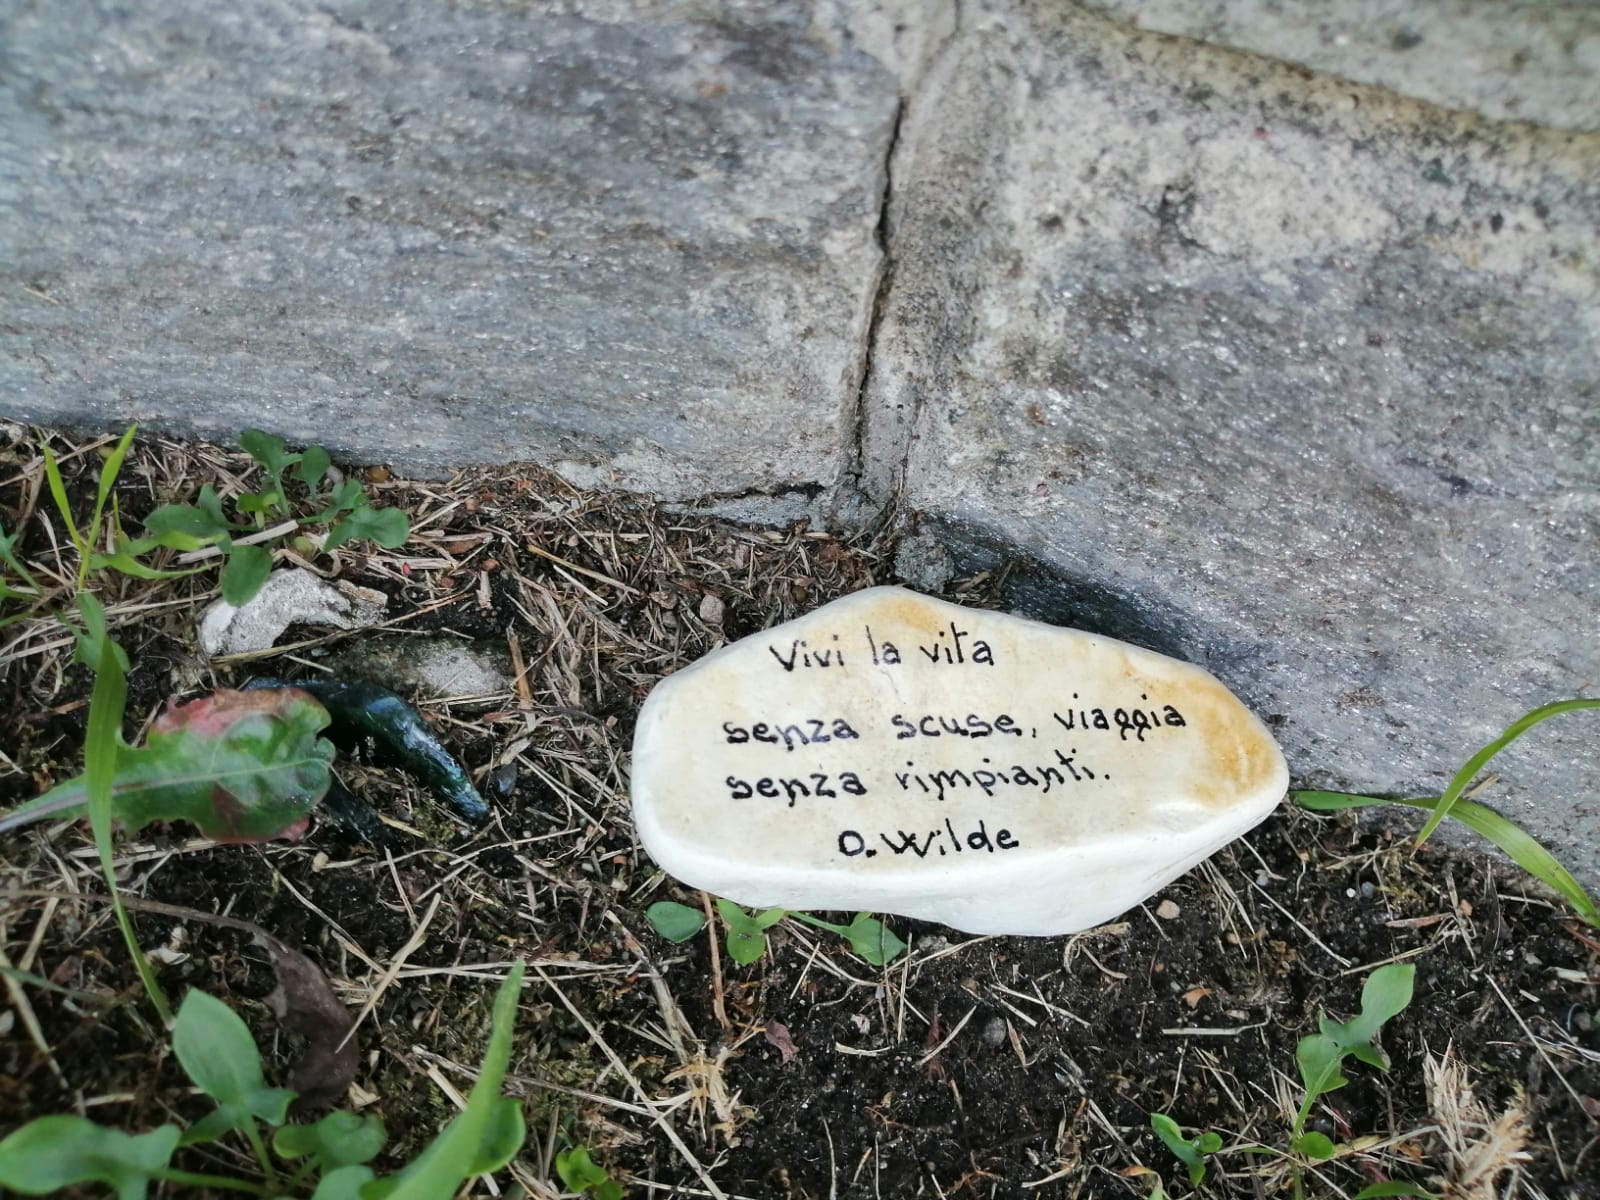 Vivi la vita
senza scuse, viaggia
senza rimpianti.
O. Wilde